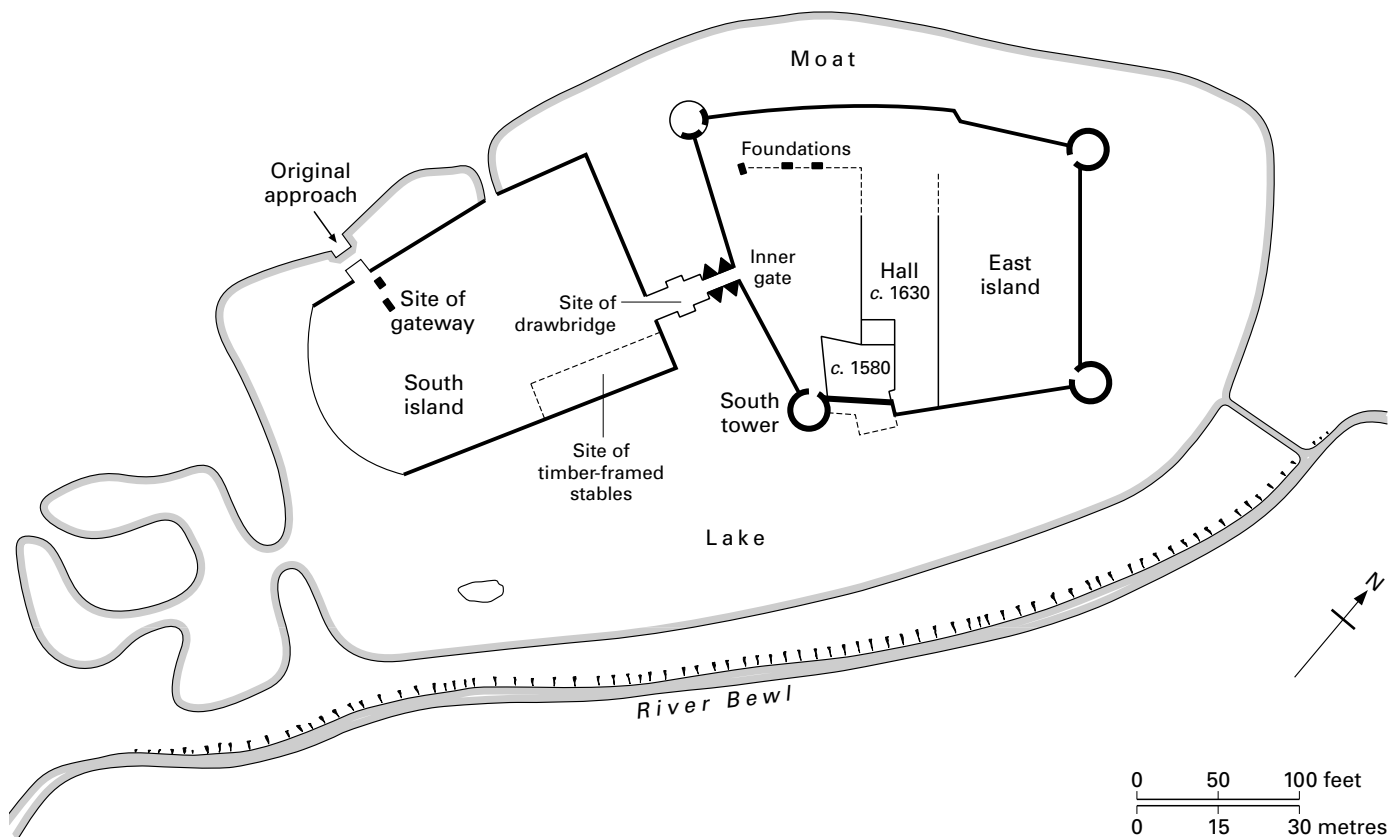 Moat
Foundations
Original
approach
Inner
gate
Hall
c. 1630
East
island
Site of
gateway
Site of
drawbridge
South
island
c. 1580
South
tower
Site of
timber-framed
stables
Lake
N
River Bewl
0 50 100 feet
0 15 30 metres